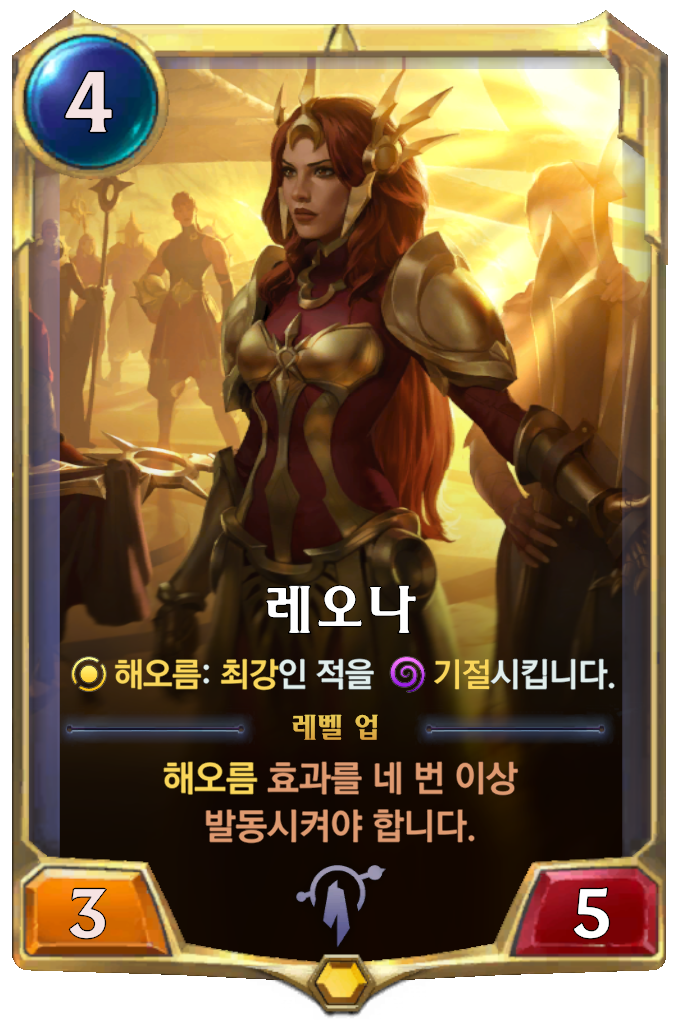 4
레오나
해오름: 최강인 적을 기절시킵니다.
레벨 업
해오름 효과를 네 번 이상
발동시켜야 합니다.
3
5